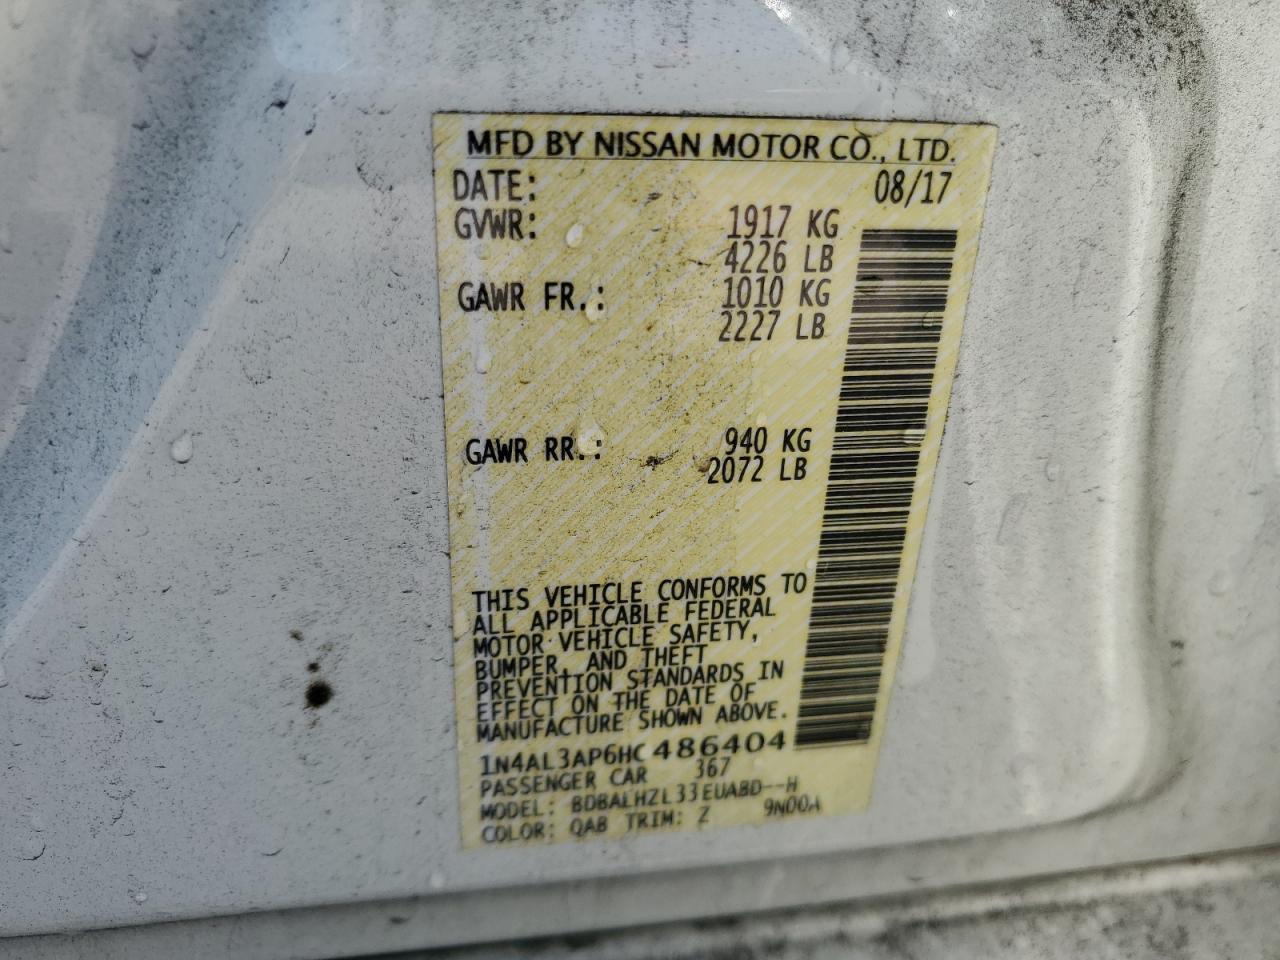 MFD BY NISSAN MOTOR CO., LTD.
DATE: 08/17
GVWR: 1917 KG
4226 LB
GAWR FR.: 1010 KG
2227 LB
GAWR RR.: 940 KG
2072 LB
THIS VEHICLE CONFORMS TO
ALL APPLICABLE FEDERAL
MOTOR VEHICLE SAFETY,
BUMPER, AND THEFT
PREVENTION STANDARDS IN
EFFECT ON THE DATE OF
MANUFACTURE SHOWN ABOVE.
1N4AL3AP6HC486404
PASSENGER CAR 367
MODEL: BDBALHZL33EUABD--H
COLOR: QAB TRIM: Z 9N00A